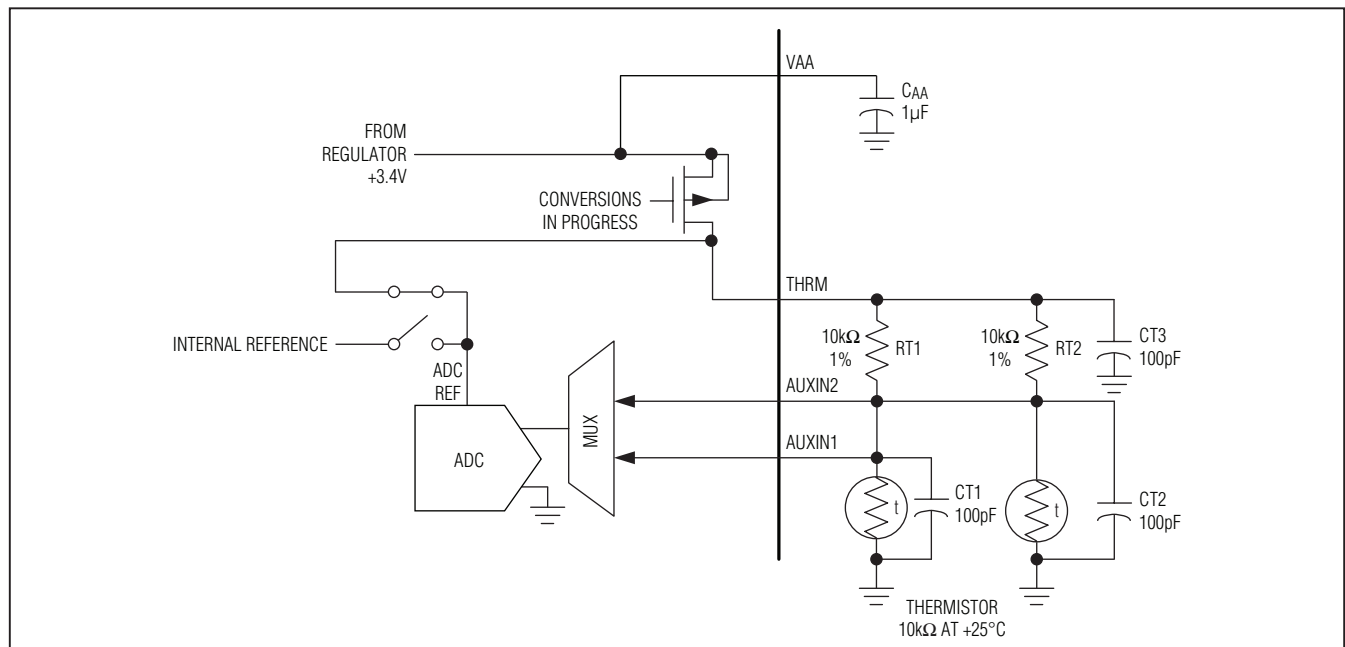 VAA
CAA
1µF
FROM
REGULATOR
+3.4V
CONVERSIONS
IN PROGRESS
THRM
INTERNAL REFERENCE
ADC
REF
10kΩ
1%
RT1
10kΩ
1%
RT2
CT3
100pF
AUXIN2
MUX
AUXIN1
ADC
t
CT1
100pF
t
CT2
100pF
THERMISTOR
10kΩ AT +25°C